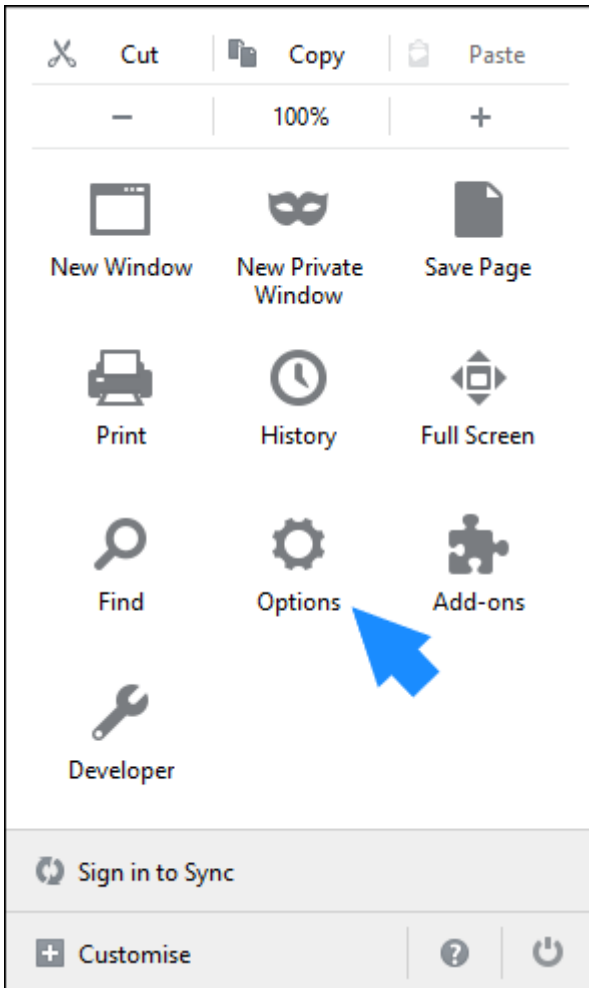 Cut Copy Paste
− 100% +
New Window New Private Save Page
Window
Print History Full Screen
Find Options Add-ons
Developer
Sign in to Sync
Customise ?